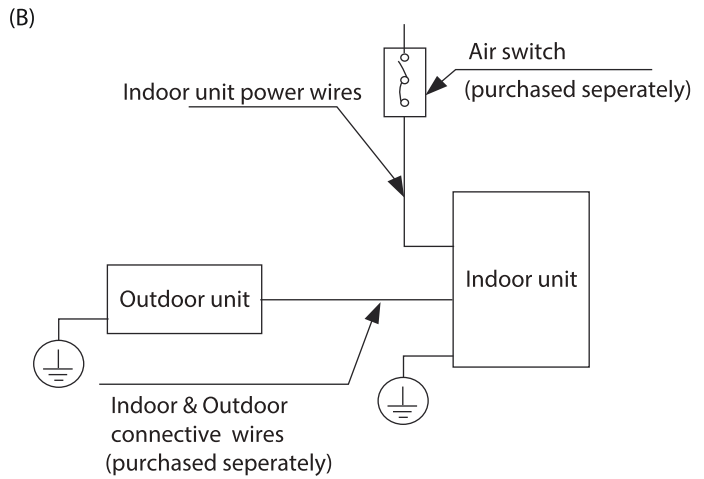 (B)
Air switch
(purchased seperately)
Indoor unit power wires
Indoor unit
Outdoor unit
Indoor & Outdoor
connective wires
(purchased seperately)